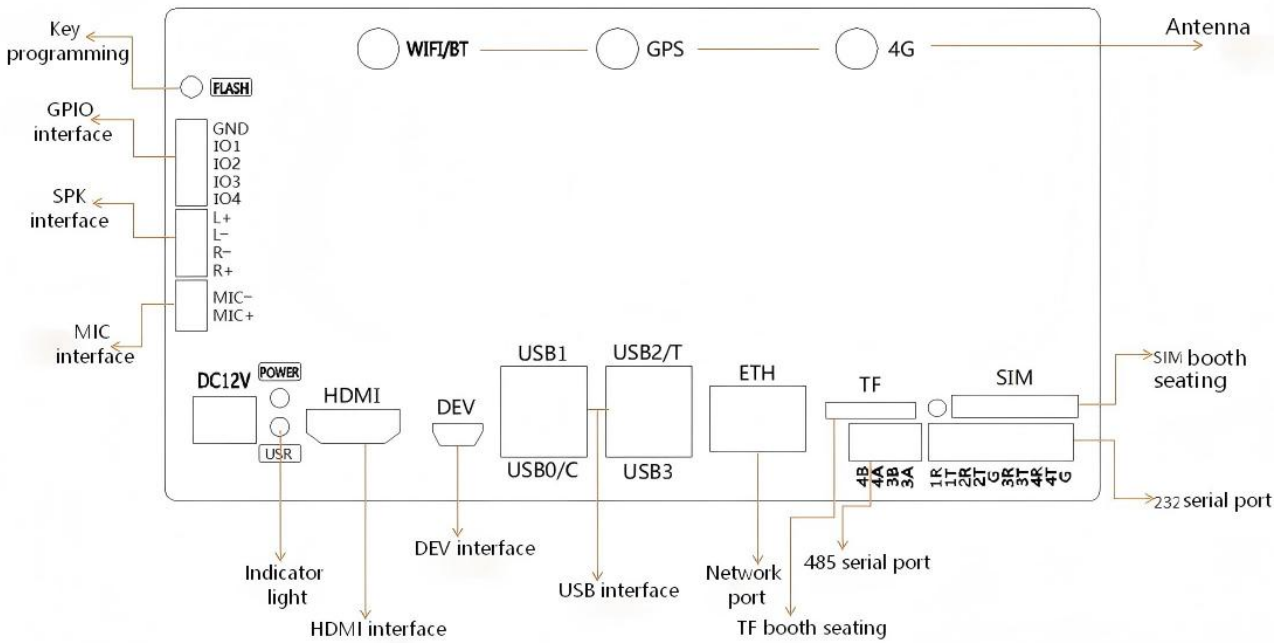 Key
programming
WIFI/BT
GPS
4G
Antenna
FLASH
GPIO
interface
GND
IO1
IO2
IO3
IO4
SPK
interface
L+
L-
R-
R+
MIC-
MIC+
MIC
interface
DC12V
POWER
USR
HDMI
DEV
USB1
USB2/T
USB0/C
USB3
ETH
TF
SIM
SIM booth
seating
4B
4A
3B
3A
1R
1T
2R
2T
G
3R
3T
4R
4T
G
232 serial port
DEV interface
485 serial port
Indicator
light
USB interface
Network
port
HDMI interface
TF booth seating